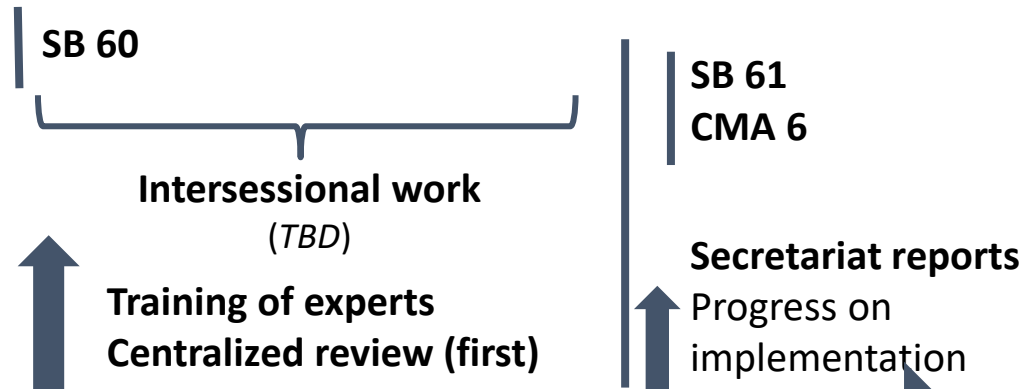 SB 60
Intersessional work
(TBD)
Training of experts
Centralized review (first)
SB 61
CMA 6
Secretariat reports
Progress on
implementation